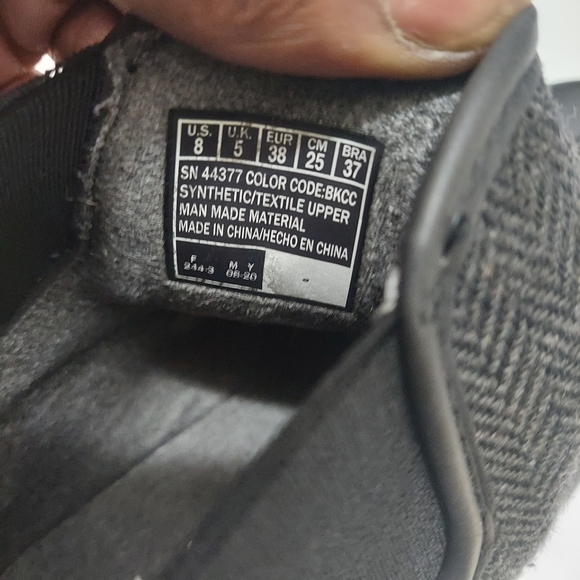 U.S. U.K. EUR CM BRA
8 5 38 25 37
SN 44377 COLOR CODE:BKCC
SYNTHETIC/TEXTILE UPPER
MAN MADE MATERIAL
MADE IN CHINA/HECHO EN CHINA
F M Y
244-3 08-20